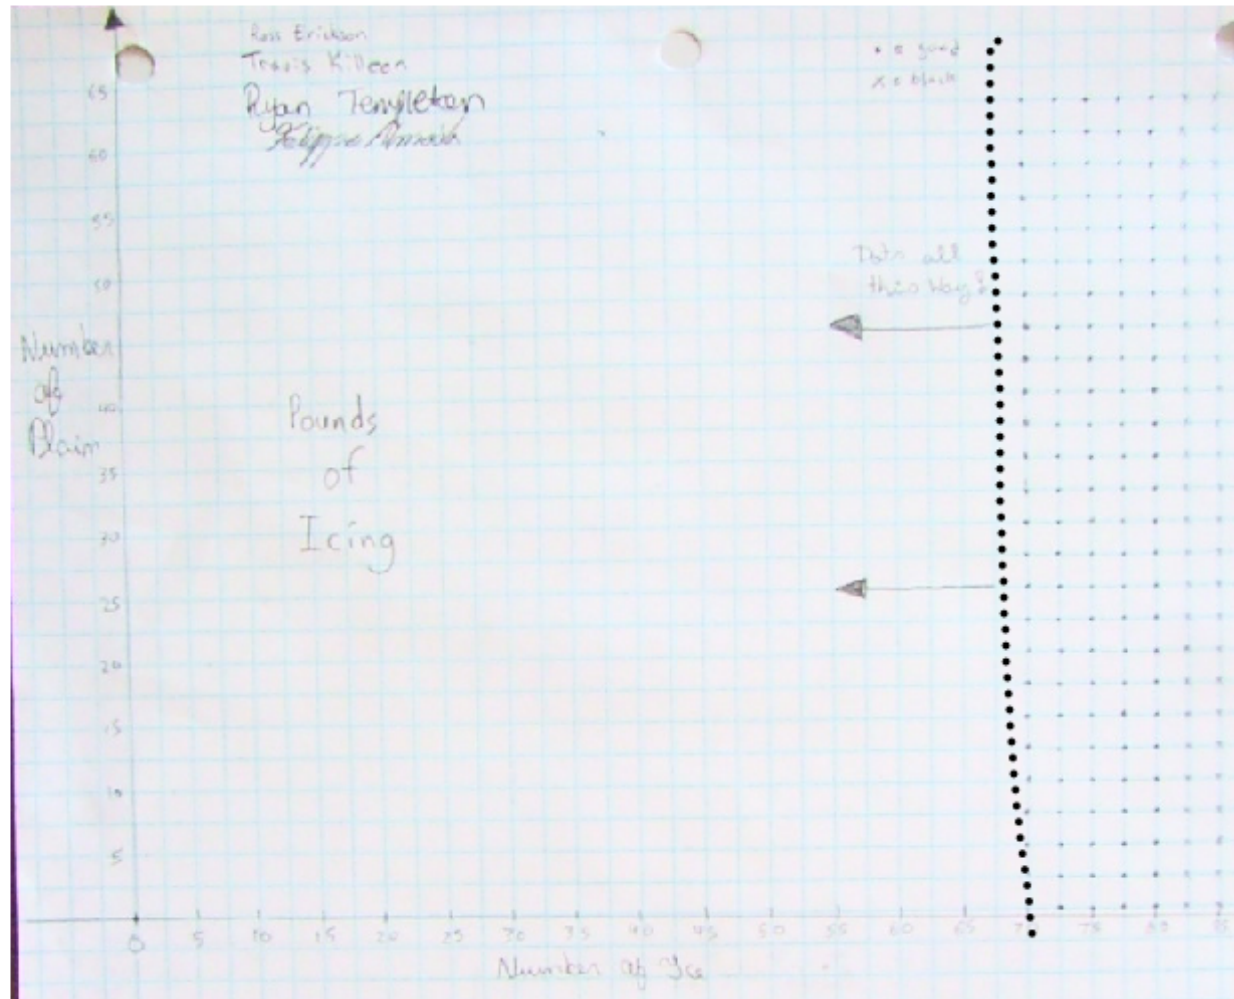 Ross Erickson
Travis Killeen
Ryan Templeton
• = good
x = black
65
60
55
50
Dots all
this way!
Number
of
Plain
40
35
30
25
20
15
10
5
Pounds
of
Icing
0 5 10 15 20 25 30 35 40 45 50 55 60 65 70 75 80 85
Number of Ice